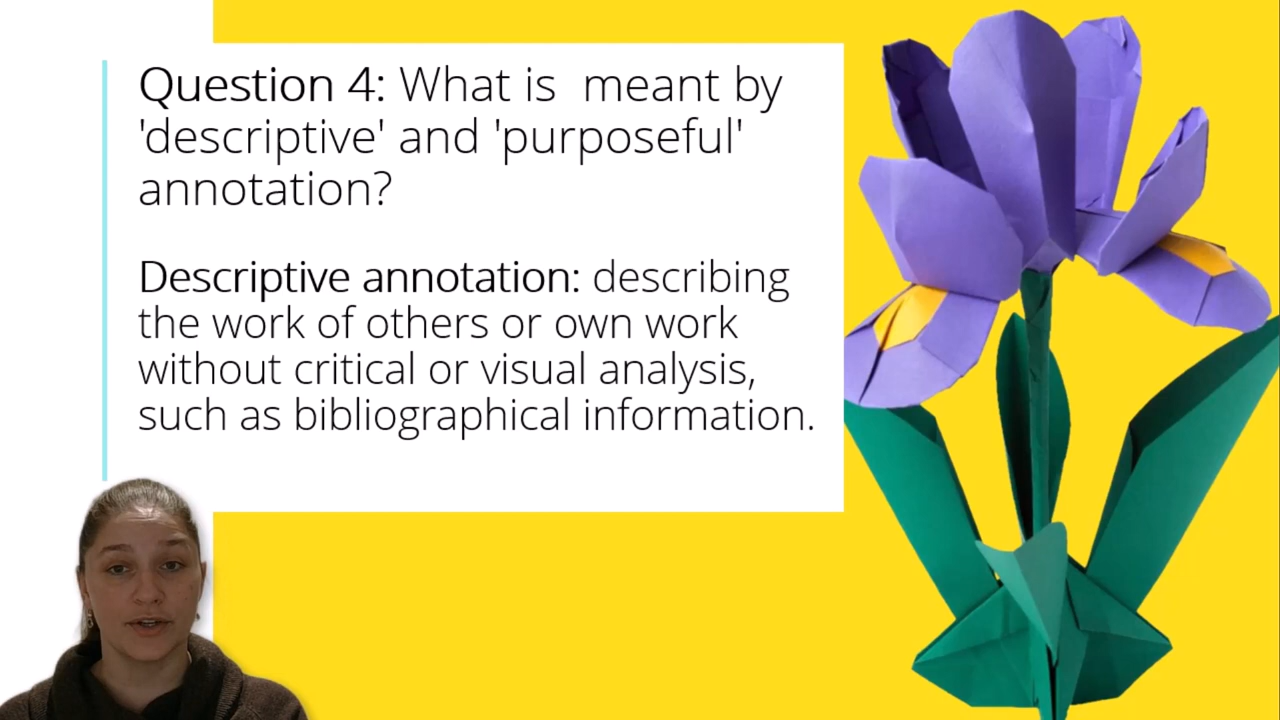 Question 4: What is  meant by
'descriptive' and 'purposeful'
annotation?
Descriptive annotation: describing
the work of others or own work
without critical or visual analysis,
such as bibliographical information.